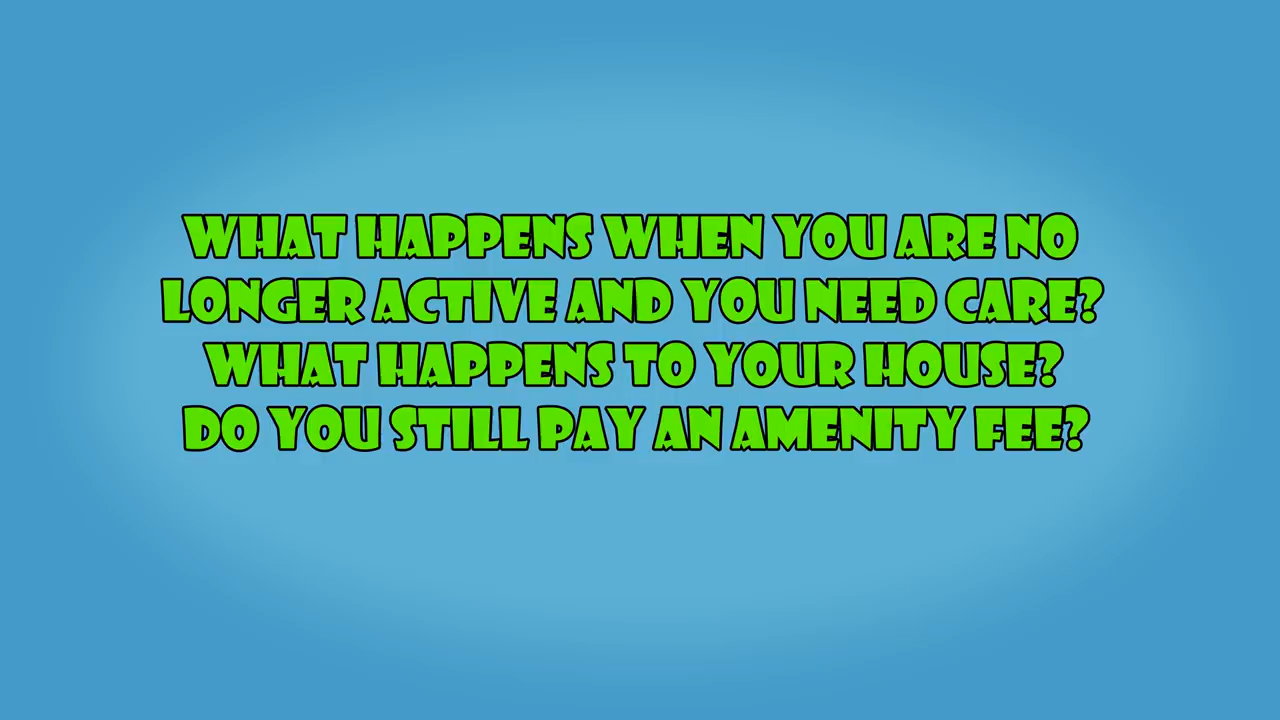 WHAT HAPPENS WHEN YOU ARE NO
LONGER ACTIVE AND YOU NEED CARE?
WHAT HAPPENS TO YOUR HOUSE?
DO YOU STILL PAY AN AMENITY FEE?